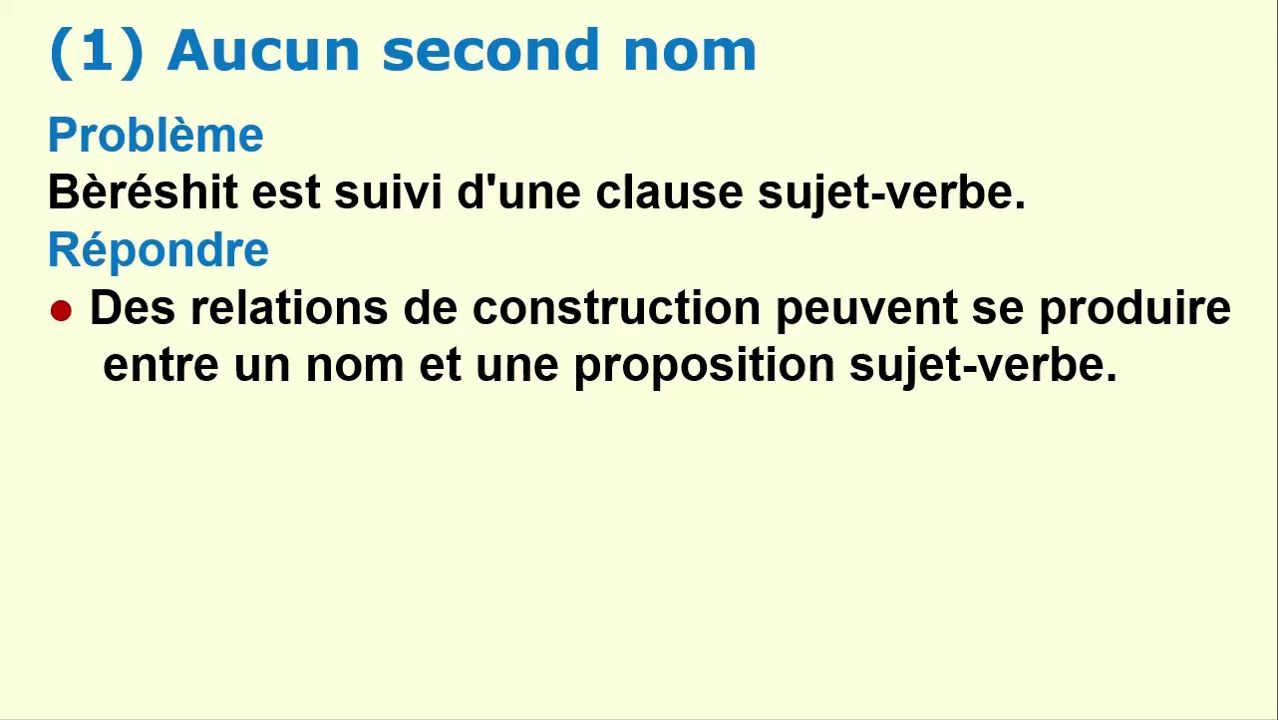 (1) Aucun second nom
Problème
Bèréshit est suivi d'une clause sujet-verbe.
Répondre
● Des relations de construction peuvent se produire
entre un nom et une proposition sujet-verbe.